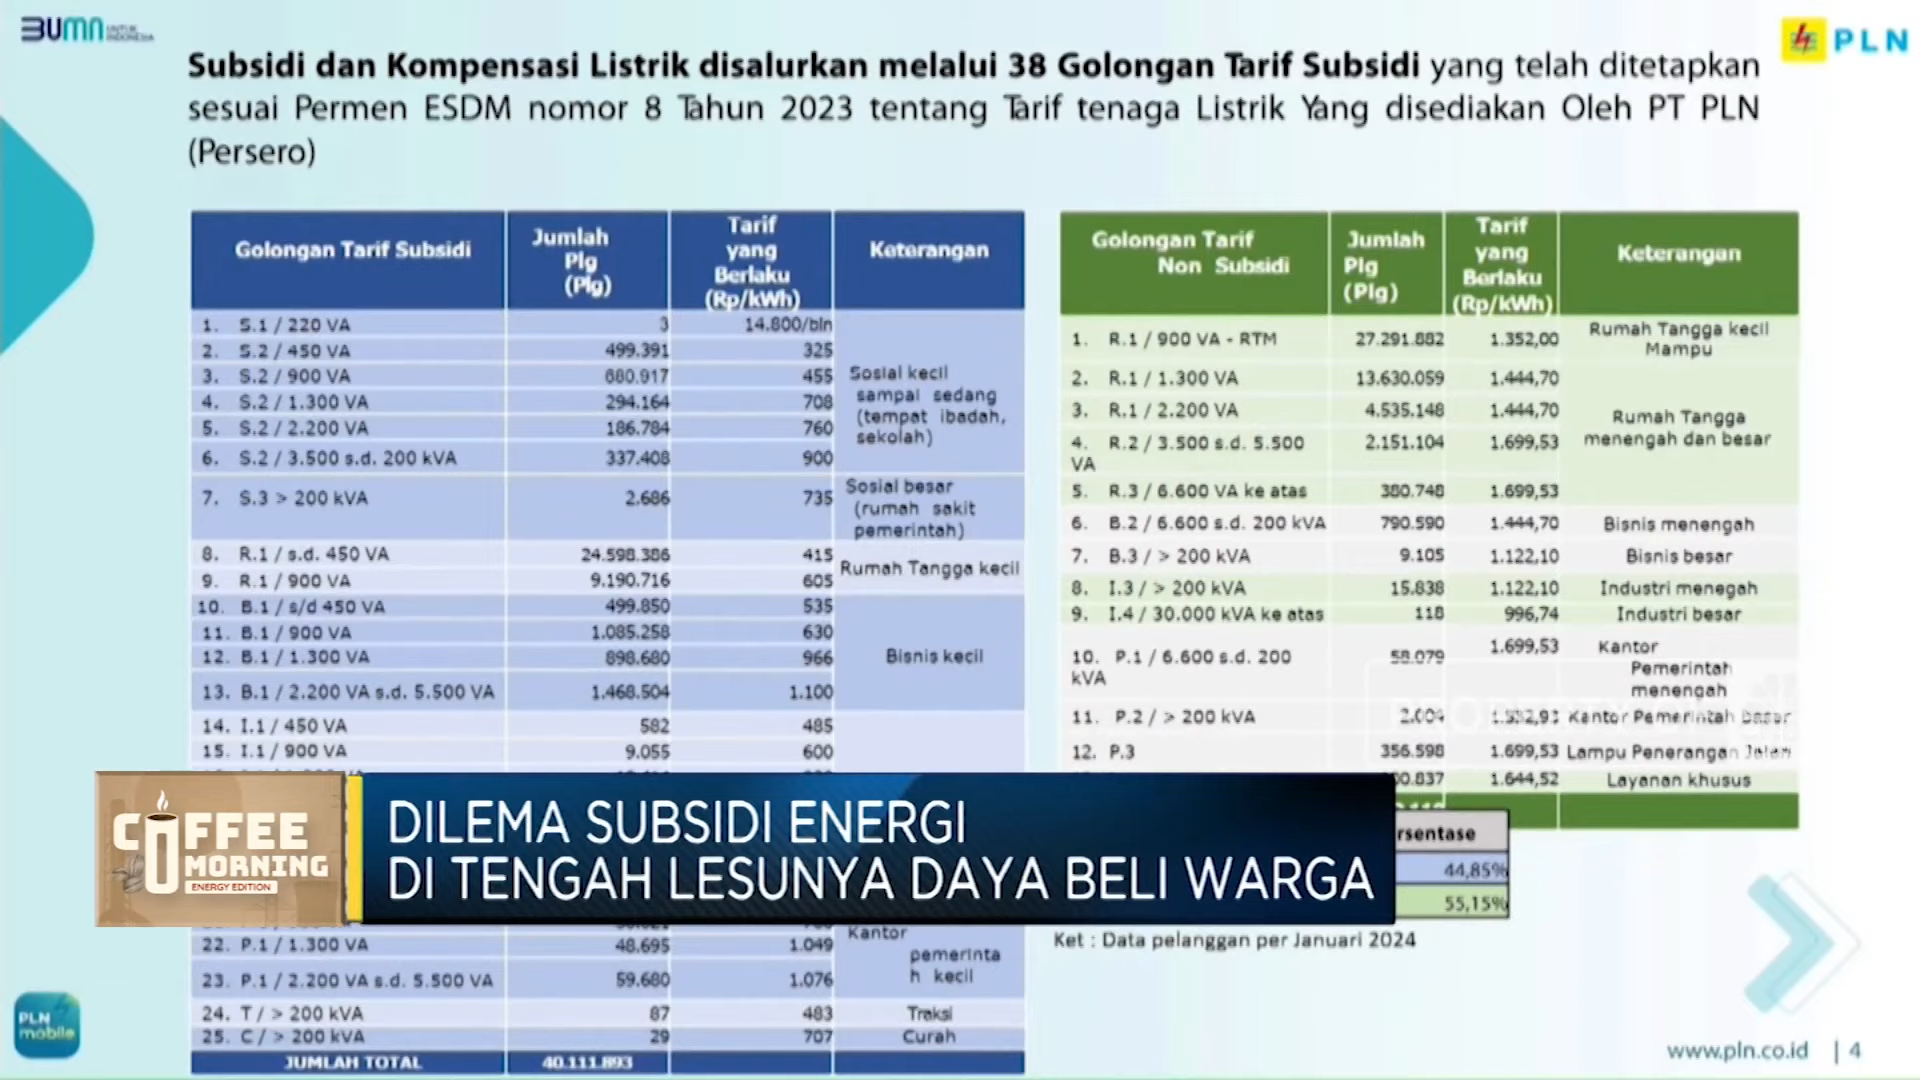 BUMN UNTUK INDONESIA
PLN
Subsidi dan Kompensasi Listrik disalurkan melalui 38 Golongan Tarif Subsidi yang telah ditetapkan
sesuai Permen ESDM nomor 8 Tahun 2023 tentang Tarif tenaga Listrik Yang disediakan Oleh PT PLN
(Persero)
Golongan Tarif Subsidi Jumlah Plg (Plg) Tarif yang Berlaku (Rp/kWh) Keterangan
1. S.1 / 220 VA 3 14.800/bln
2. S.2 / 450 VA 499.391 325
3. S.2 / 900 VA 680.917 455
4. S.2 / 1.300 VA 294.164 708
5. S.2 / 2.200 VA 186.784 760
6. S.2 / 3.500 s.d. 200 kVA 337.408 900
Sosial kecil
sampai sedang
(tempat ibadah,
sekolah)
7. S.3 > 200 kVA 2.686 735
Sosial besar
(rumah sakit
pemerintah)
8. R.1 / s.d. 450 VA 24.598.386 415
9. R.1 / 900 VA 9.190.716 605
Rumah Tangga kecil
10. B.1 / s/d 450 VA 499.850 535
11. B.1 / 900 VA 1.085.258 630
12. B.1 / 1.300 VA 898.680 966
13. B.1 / 2.200 VA s.d. 5.500 VA 1.468.504 1.100
Bisnis kecil
14. I.1 / 450 VA 582 485
15. I.1 / 900 VA 9.055 600
22. P.1 / 1.300 VA 48.695 1.049
23. P.1 / 2.200 VA s.d. 5.500 VA 59.680 1.076
Kantor
pemerinta
h kecil
24. T / > 200 kVA 87 483 Traksi
25. C / > 200 kVA 29 707 Curah
JUMLAH TOTAL 40.111.893
Golongan Tarif Non Subsidi Jumlah Plg (Plg) Tarif yang Berlaku (Rp/kWh) Keterangan
1. R.1 / 900 VA - RTM 27.291.882 1.352,00 Rumah Tangga kecil Mampu
2. R.1 / 1.300 VA 13.630.059 1.444,70
3. R.1 / 2.200 VA 4.535.148 1.444,70
4. R.2 / 3.500 s.d. 5.500 VA 2.151.104 1.699,53
5. R.3 / 6.600 VA ke atas 380.748 1.699,53
Rumah Tangga
menengah dan besar
6. B.2 / 6.600 s.d. 200 kVA 790.590 1.444,70 Bisnis menengah
7. B.3 / > 200 kVA 9.105 1.122,10 Bisnis besar
8. I.3 / > 200 kVA 15.838 1.122,10 Industri menegah
9. I.4 / 30.000 kVA ke atas 118 996,74 Industri besar
10. P.1 / 6.600 s.d. 200 kVA 58.079 1.699,53 Kantor Pemerintah menengah
11. P.2 / > 200 kVA 2.004 Kantor Pemerintah besar
12. P.3 356.598 1.699,53 Lampu Penerangan Jalan
1.644,52 Layanan khusus
44,85%
55,15%
Ket : Data pelanggan per Januari 2024
COFFEE
MORNING
ENERGY EDITION
DILEMA SUBSIDI ENERGI
DI TENGAH LESUNYA DAYA BELI WARGA
PLN
mobile
www.pln.co.id | 4